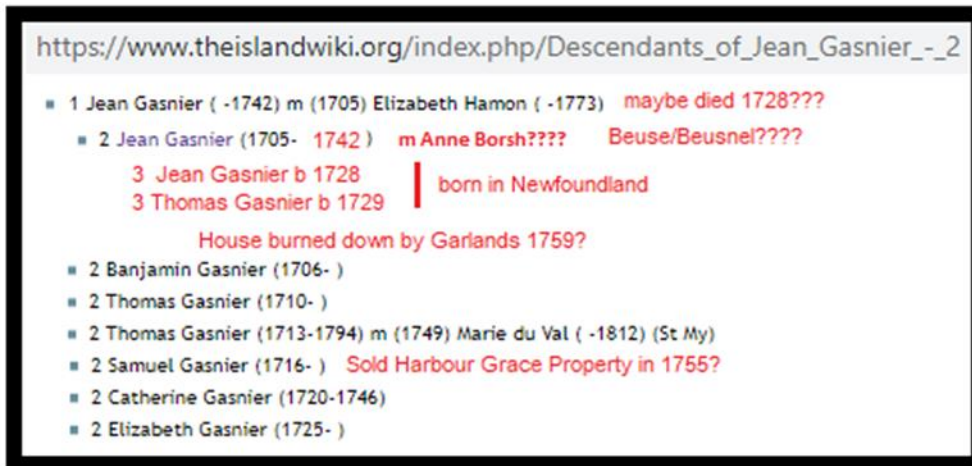 https://www.theislandwiki.org/index.php/Descendants_of_Jean_Gasnier_-_2
1 Jean Gasnier ( -1742) m (1705) Elizabeth Hamon ( -1773) maybe died 1728???
2 Jean Gasnier (1705- 1742 ) m Anne Borsh???? Beuse/Beusnel????
3 Jean Gasnier b 1728
3 Thomas Gasnier b 1729
born in Newfoundland
House burned down by Garlands 1759?
2 Banjamin Gasnier (1706- )
2 Thomas Gasnier (1710- )
2 Thomas Gasnier (1713-1794) m (1749) Marie du Val ( -1812) (St My)
2 Samuel Gasnier (1716- ) Sold Harbour Grace Property in 1755?
2 Catherine Gasnier (1720-1746)
2 Elizabeth Gasnier (1725- )